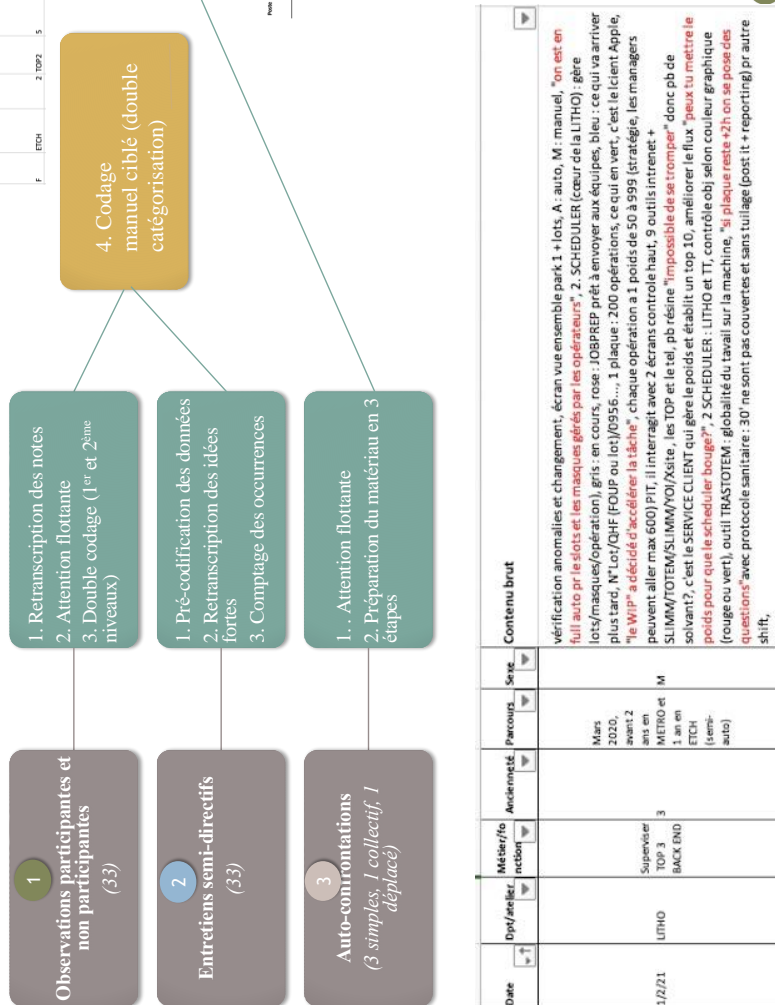 F
ETCH
2 TOP2
5
Poste
1
Observations participantes et
non participantes
(33)
1. Retranscription des notes
2. Attention flottante
3. Double codage (1er et 2ème
niveaux)
2
Entretiens semi-directifs
(33)
1. Pré-codification des données
2. Retranscription des idées
fortes
3. Comptage des occurrences
3
Auto-confrontations
(3 simples, 1 collectif, 1
déplacé)
1. . Attention flottante
2. Préparation du matériau en 3
étapes
4. Codage
manuel ciblé (double
catégorisation)
Date
Dpt/atelier
Métier/fo
nction
Ancienneté
Parcours
Sexe
Contenu brut
1/2/21
LITHO
Superviser
TOP 3
BACK END
3
Mars
2020,
avant 2
ans en
METRO et
1 an en
ETCH
(semi-
auto)
M
vérification anomalies et changement, écran vue ensemble park 1 + lots, A : auto, M : manuel, "on est en
full auto pr le slots et les masques gérés par les opérateurs", 2. SCHEDULER (cœur de la LITHO) : gère
lots/masques/opération), gris : en cours, rose : JOBPREP prêt à envoyer aux équipes, bleu : ce qui va arriver
plus tard, N°Lot/QHF (FOUP ou lot)/0956…, 1 plaque : 200 opérations, ce qui en vert, c'est le lcient Apple,
"le WIP" a décidé d'accélérer la tâche", chaque opération a 1 poids de 50 à 999 (stratégie, les managers
peuvent aller max 600) PIT, il interragit avec 2 écrans controle haut, 9 outils intrenet +
SLIMM/TOTEM/SLIMM/YOI/Xsite, les TOP et le tel, pb résine "impossible de se tromper" donc pb de
solvant?, c'est le SERVICE CLIENT qui gère le poids et établit un top 10, améliorer le flux "peux tu mettre le
poids pour que le scheduler bouge?", 2 SCHEDULER : LITHO et TT, contrôle obj selon couleur graphique
(rouge ou vert), outil TRASTOTEM : globalité du tavail sur la machine, "si plaque reste +2h on se pose des
questions"avec protocole sanitaire : 30' ne sont pas couvertes et sans tuilage (post it + reporting) pr autre
shift,